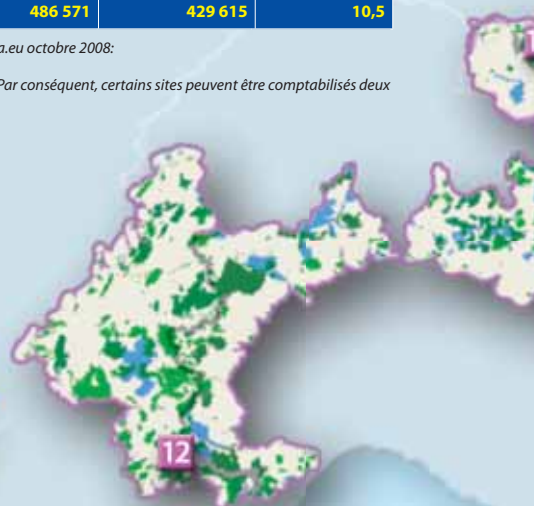 486 571 429 615 10,5
a.eu octobre 2008:
Par conséquent, certains sites peuvent être comptabilisés deux
12